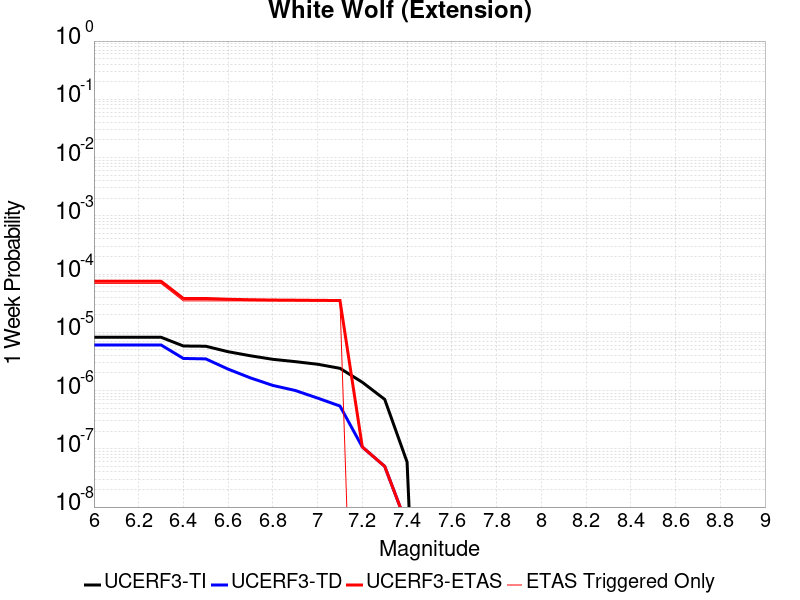 White Wolf (Extension)
1 Week Probability
10^0
10^-1
10^-2
10^-3
10^-4
10^-5
10^-6
10^-7
10^-8
6 6.2 6.4 6.6 6.8 7 7.2 7.4 7.6 7.8 8 8.2 8.4 8.6 8.8 9
Magnitude
UCERF3-TI UCERF3-TD UCERF3-ETAS ETAS Triggered Only